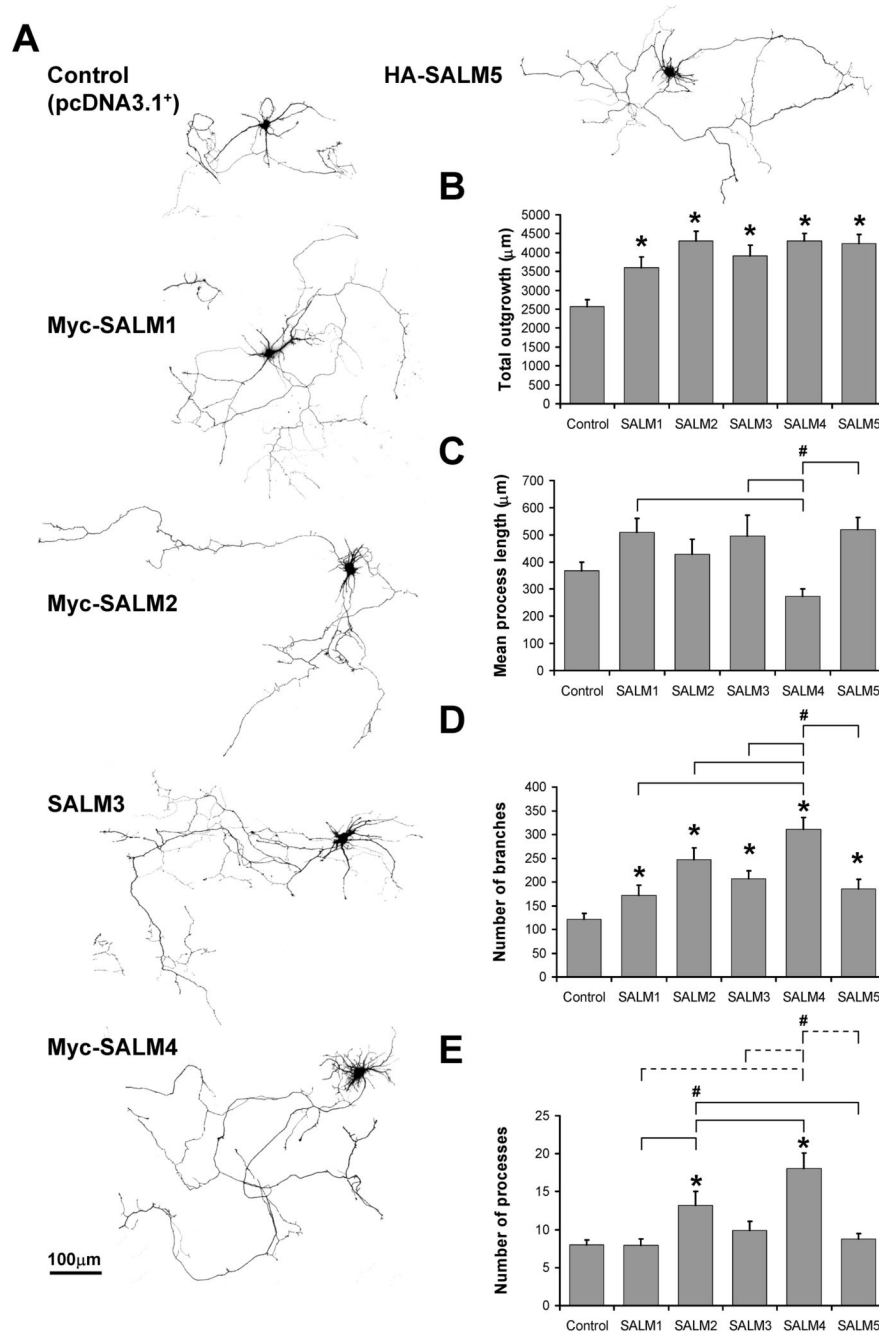 A
Control
(pcDNA3.1+)
HA-SALM5
Myc-SALM1
Myc-SALM2
SALM3
Myc-SALM4
100μm
B
Total outgrowth (μm)
5000
4500
4000
3500
3000
2500
2000
1500
1000
500
0
* * * * *
Control SALM1 SALM2 SALM3 SALM4 SALM5
C
#
Mean process length (μm)
700
600
500
400
300
200
100
0
Control SALM1 SALM2 SALM3 SALM4 SALM5
D
#
Number of branches
400
350
300
250
200
150
100
50
0
* * * * *
Control SALM1 SALM2 SALM3 SALM4 SALM5
E
#
#
Number of processes
25
20
15
10
5
0
* *
Control SALM1 SALM2 SALM3 SALM4 SALM5